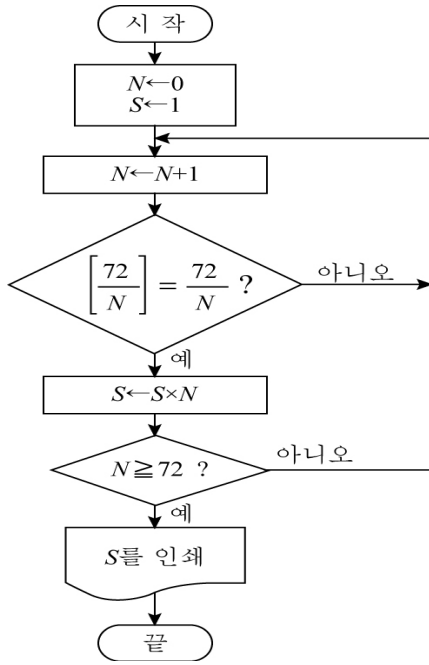 시 작
N←0
S←1
N←N+1
[72/N] = 72/N ?
아니오
예
S←S×N
N≧72 ?
아니오
예
S를 인쇄
끝